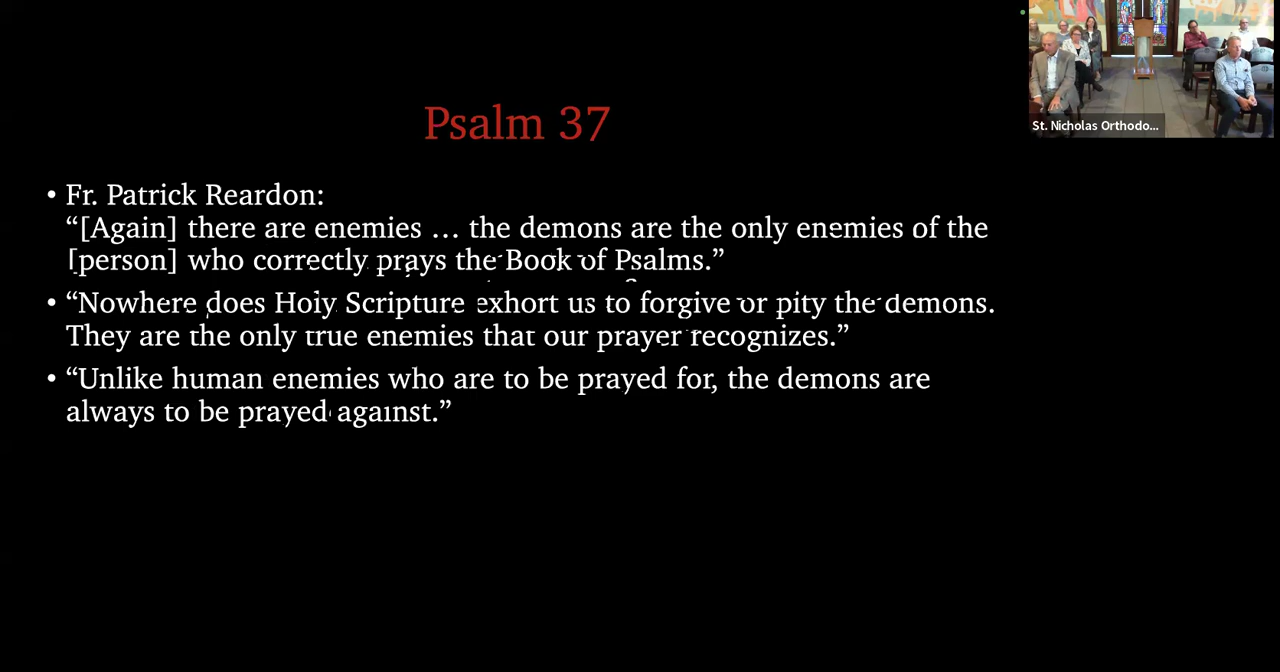 Psalm 37
• Fr. Patrick Reardon:
“[Again] there are enemies … the demons are the only enemies of the
[person] who correctly prays the Book of Psalms.”
• “Nowhere does Holy Scripture exhort us to forgive or pity the demons.
They are the only true enemies that our prayer recognizes.”
• “Unlike human enemies who are to be prayed for, the demons are
always to be prayed against.”
St. Nicholas Orthodo...